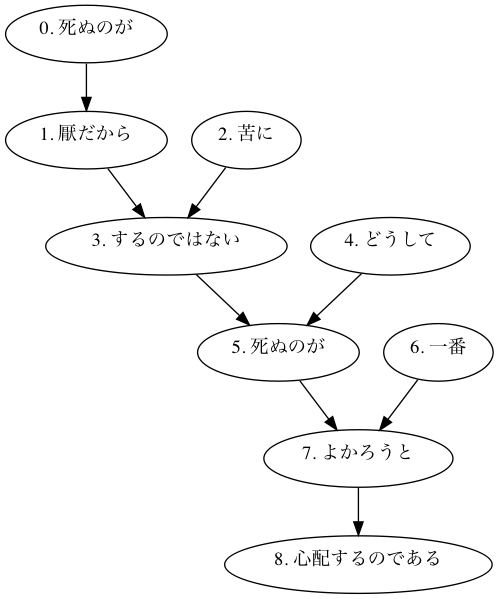 0. 死ぬのが
1. 厭だから
2. 苦に
3. するのではない
4. どうして
5. 死ぬのが
6. 一番
7. よかろうと
8. 心配するのである